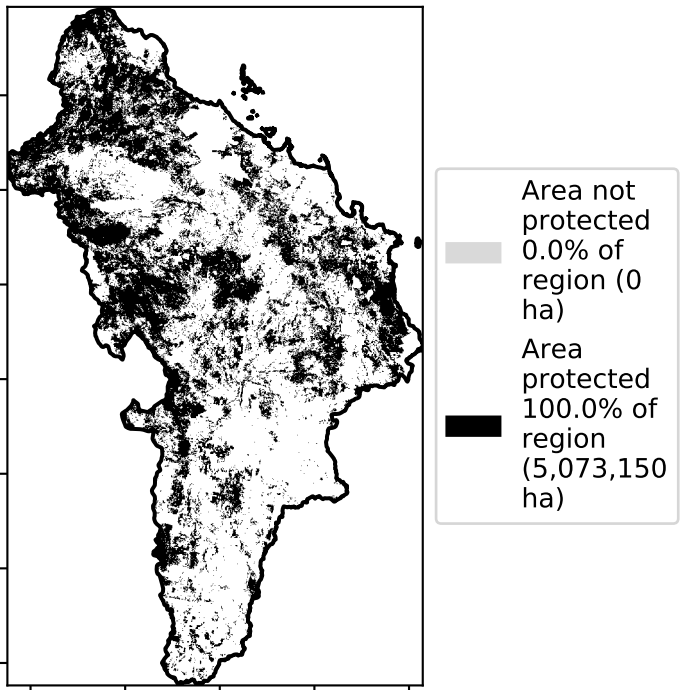 Area not
protected
0.0% of
region (0
ha)
Area
protected
100.0% of
region
(5,073,150
ha)